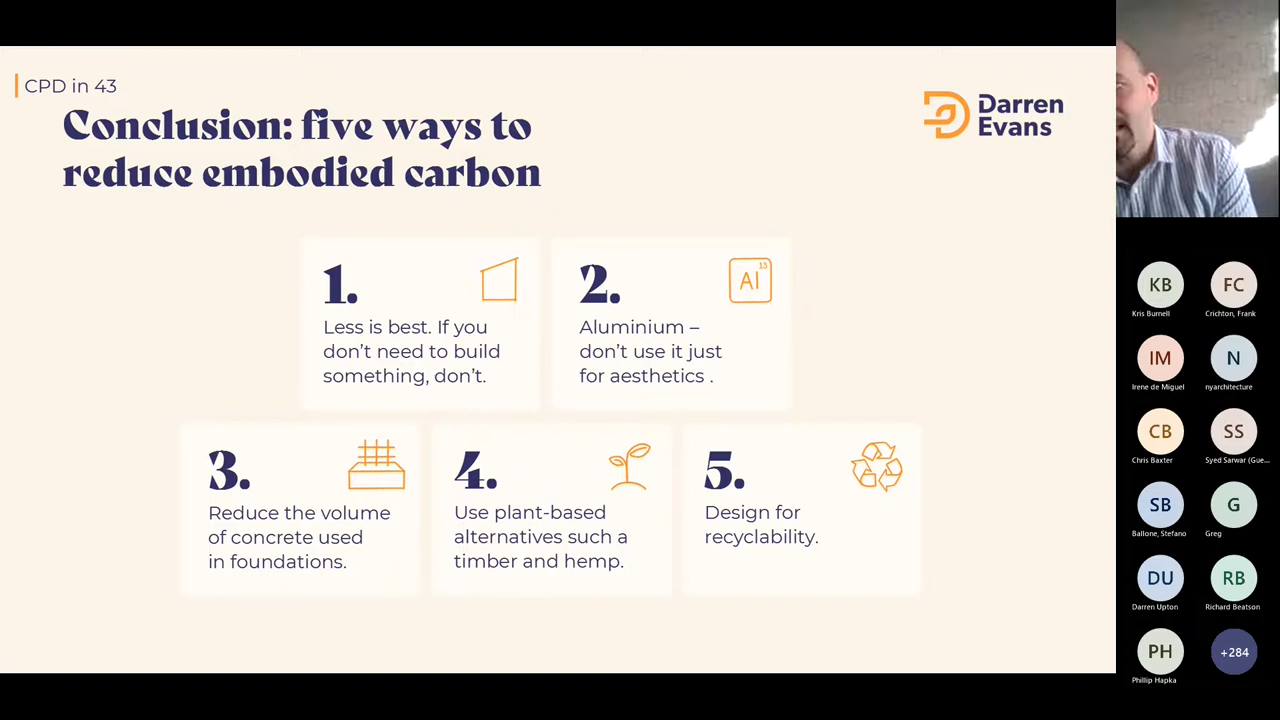 CPD in 43
Conclusion: five ways to
reduce embodied carbon
Darren
Evans
1.
Less is best. If you
don't need to build
something, don't.
2.
Al
13
Aluminium –
don't use it just
for aesthetics .
3.
Reduce the volume
of concrete used
in foundations.
4.
Use plant-based
alternatives such a
timber and hemp.
5.
Design for
recyclability.
KB
Kris Burnell
FC
Crichton, Frank
IM
Irene de Miguel
N
nyarchitecture
CB
Chris Baxter
SS
Syed Sarwar (Gue...
SB
Ballone, Stefano
G
Greg
DU
Darren Upton
RB
Richard Beatson
PH
Phillip Hapka
+284